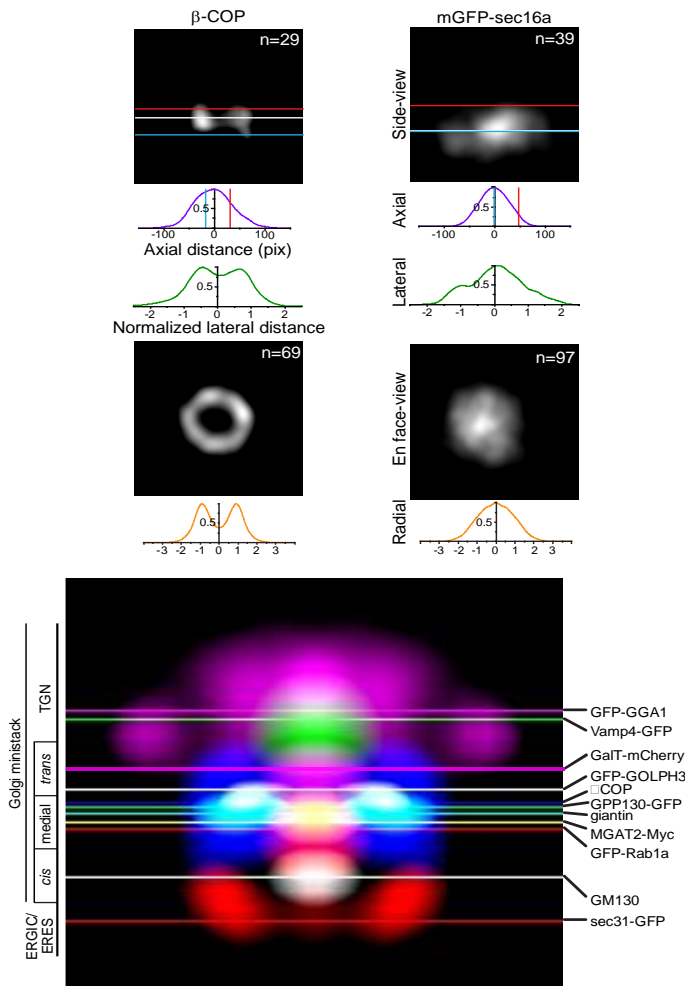 β-COP
mGFP-sec16a
n=29
n=39
Side-view
0.5
-100 0 100
Axial distance (pix)
Axial
0.5
-100 0 100
0.5
-2 -1 0 1 2
Normalized lateral distance
Lateral
0.5
-2 -1 0 1 2
n=69
n=97
En face-view
0.5
-3 -2 -1 0 1 2 3
Radial
0.5
-3 -2 -1 0 1 2 3
Golgi ministack
TGN
trans
medial
cis
ERGIC/
ERES
GFP-GGA1
Vamp4-GFP
GalT-mCherry
GFP-GOLPH3
□COP
GPP130-GFP
giantin
MGAT2-Myc
GFP-Rab1a
GM130
sec31-GFP